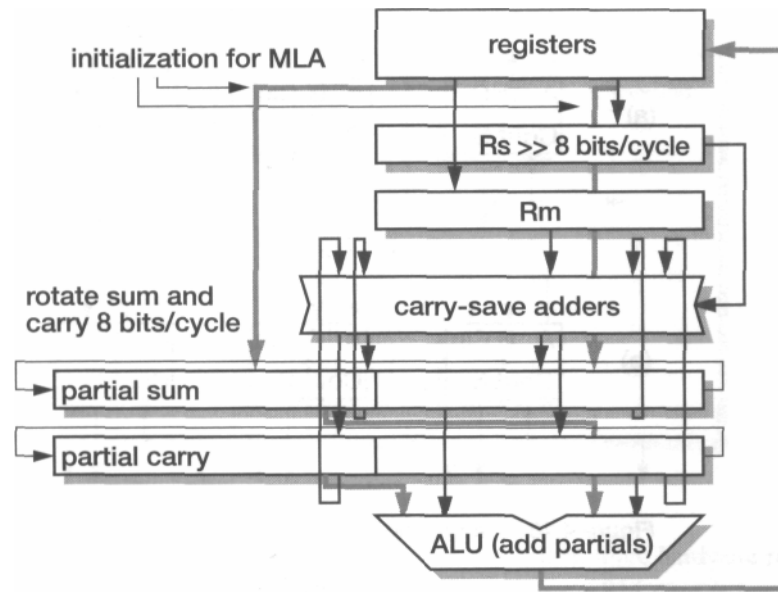 registers
initialization for MLA
Rs >> 8 bits/cycle
Rm
rotate sum and
carry 8 bits/cycle
carry-save adders
partial sum
partial carry
ALU (add partials)